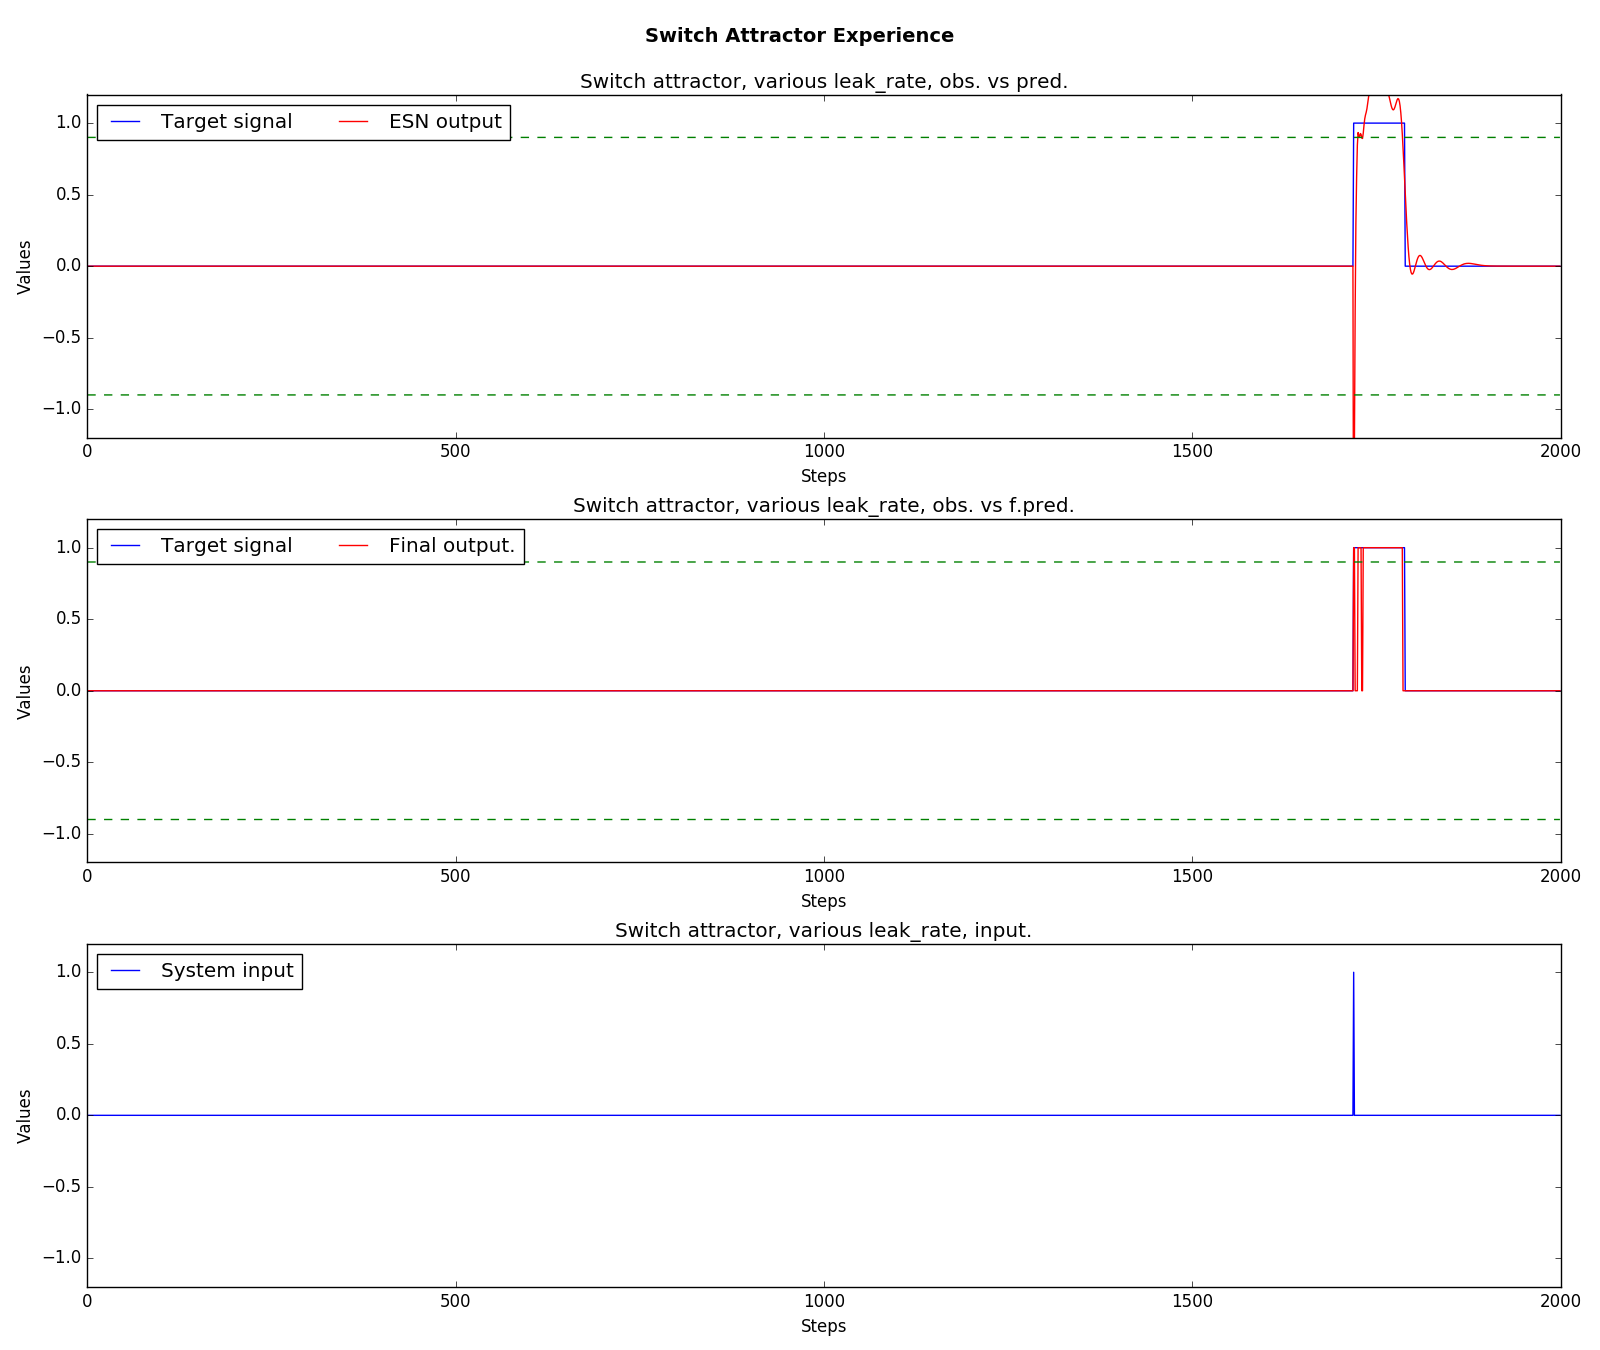 Switch Attractor Experience
Switch attractor, various leak_rate, obs. vs pred.
Target signal ESN output
1.0
0.5
0.0
−0.5
−1.0
Values
0 500 1000 1500 2000
Steps
Switch attractor, various leak_rate, obs. vs f.pred.
Target signal Final output.
1.0
0.5
0.0
−0.5
−1.0
Values
0 500 1000 1500 2000
Steps
Switch attractor, various leak_rate, input.
System input
1.0
0.5
0.0
−0.5
−1.0
Values
0 500 1000 1500 2000
Steps